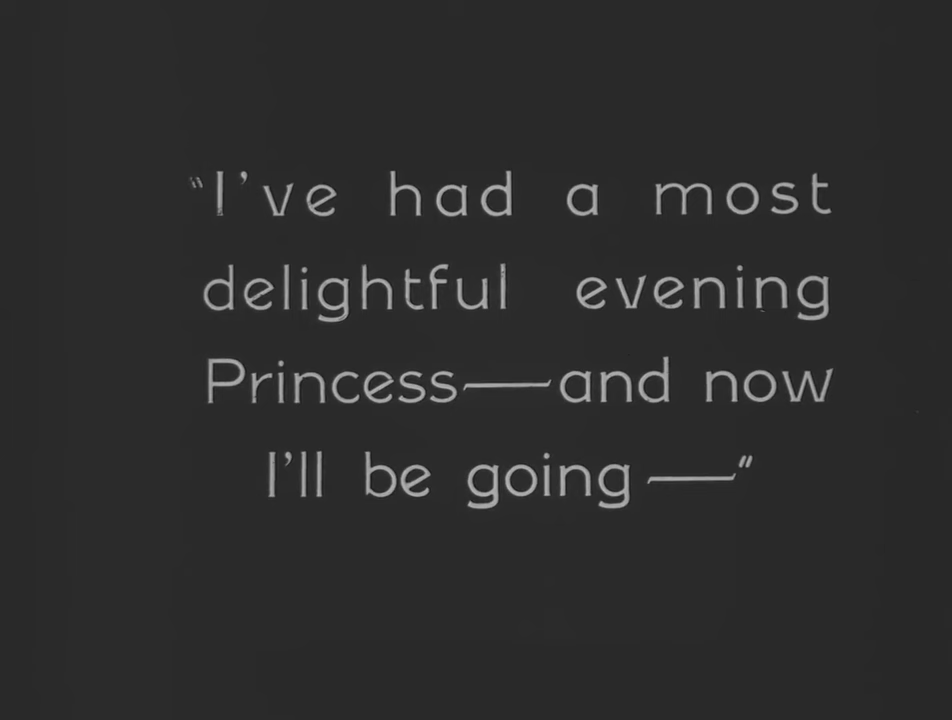 "I've had a most
delightful evening
Princess—and now
I'll be going—"